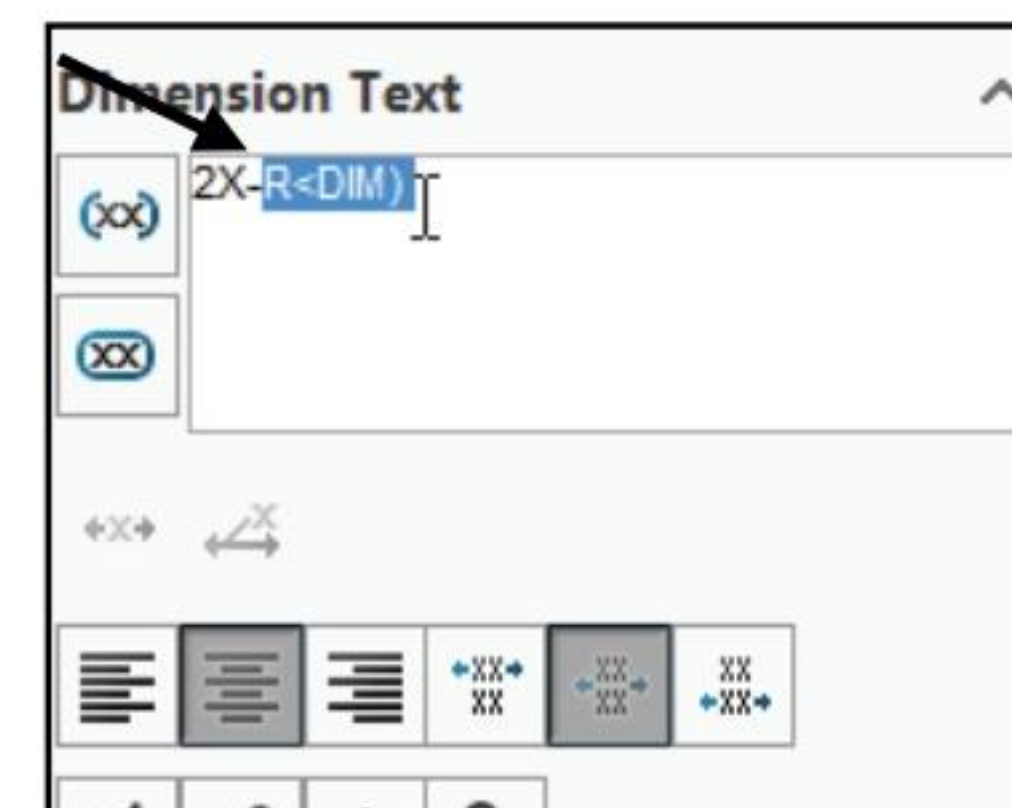 Dimension Text
(xx)
2X-R<DIM)
xx
X
X
XX XX XX
XX XX XX